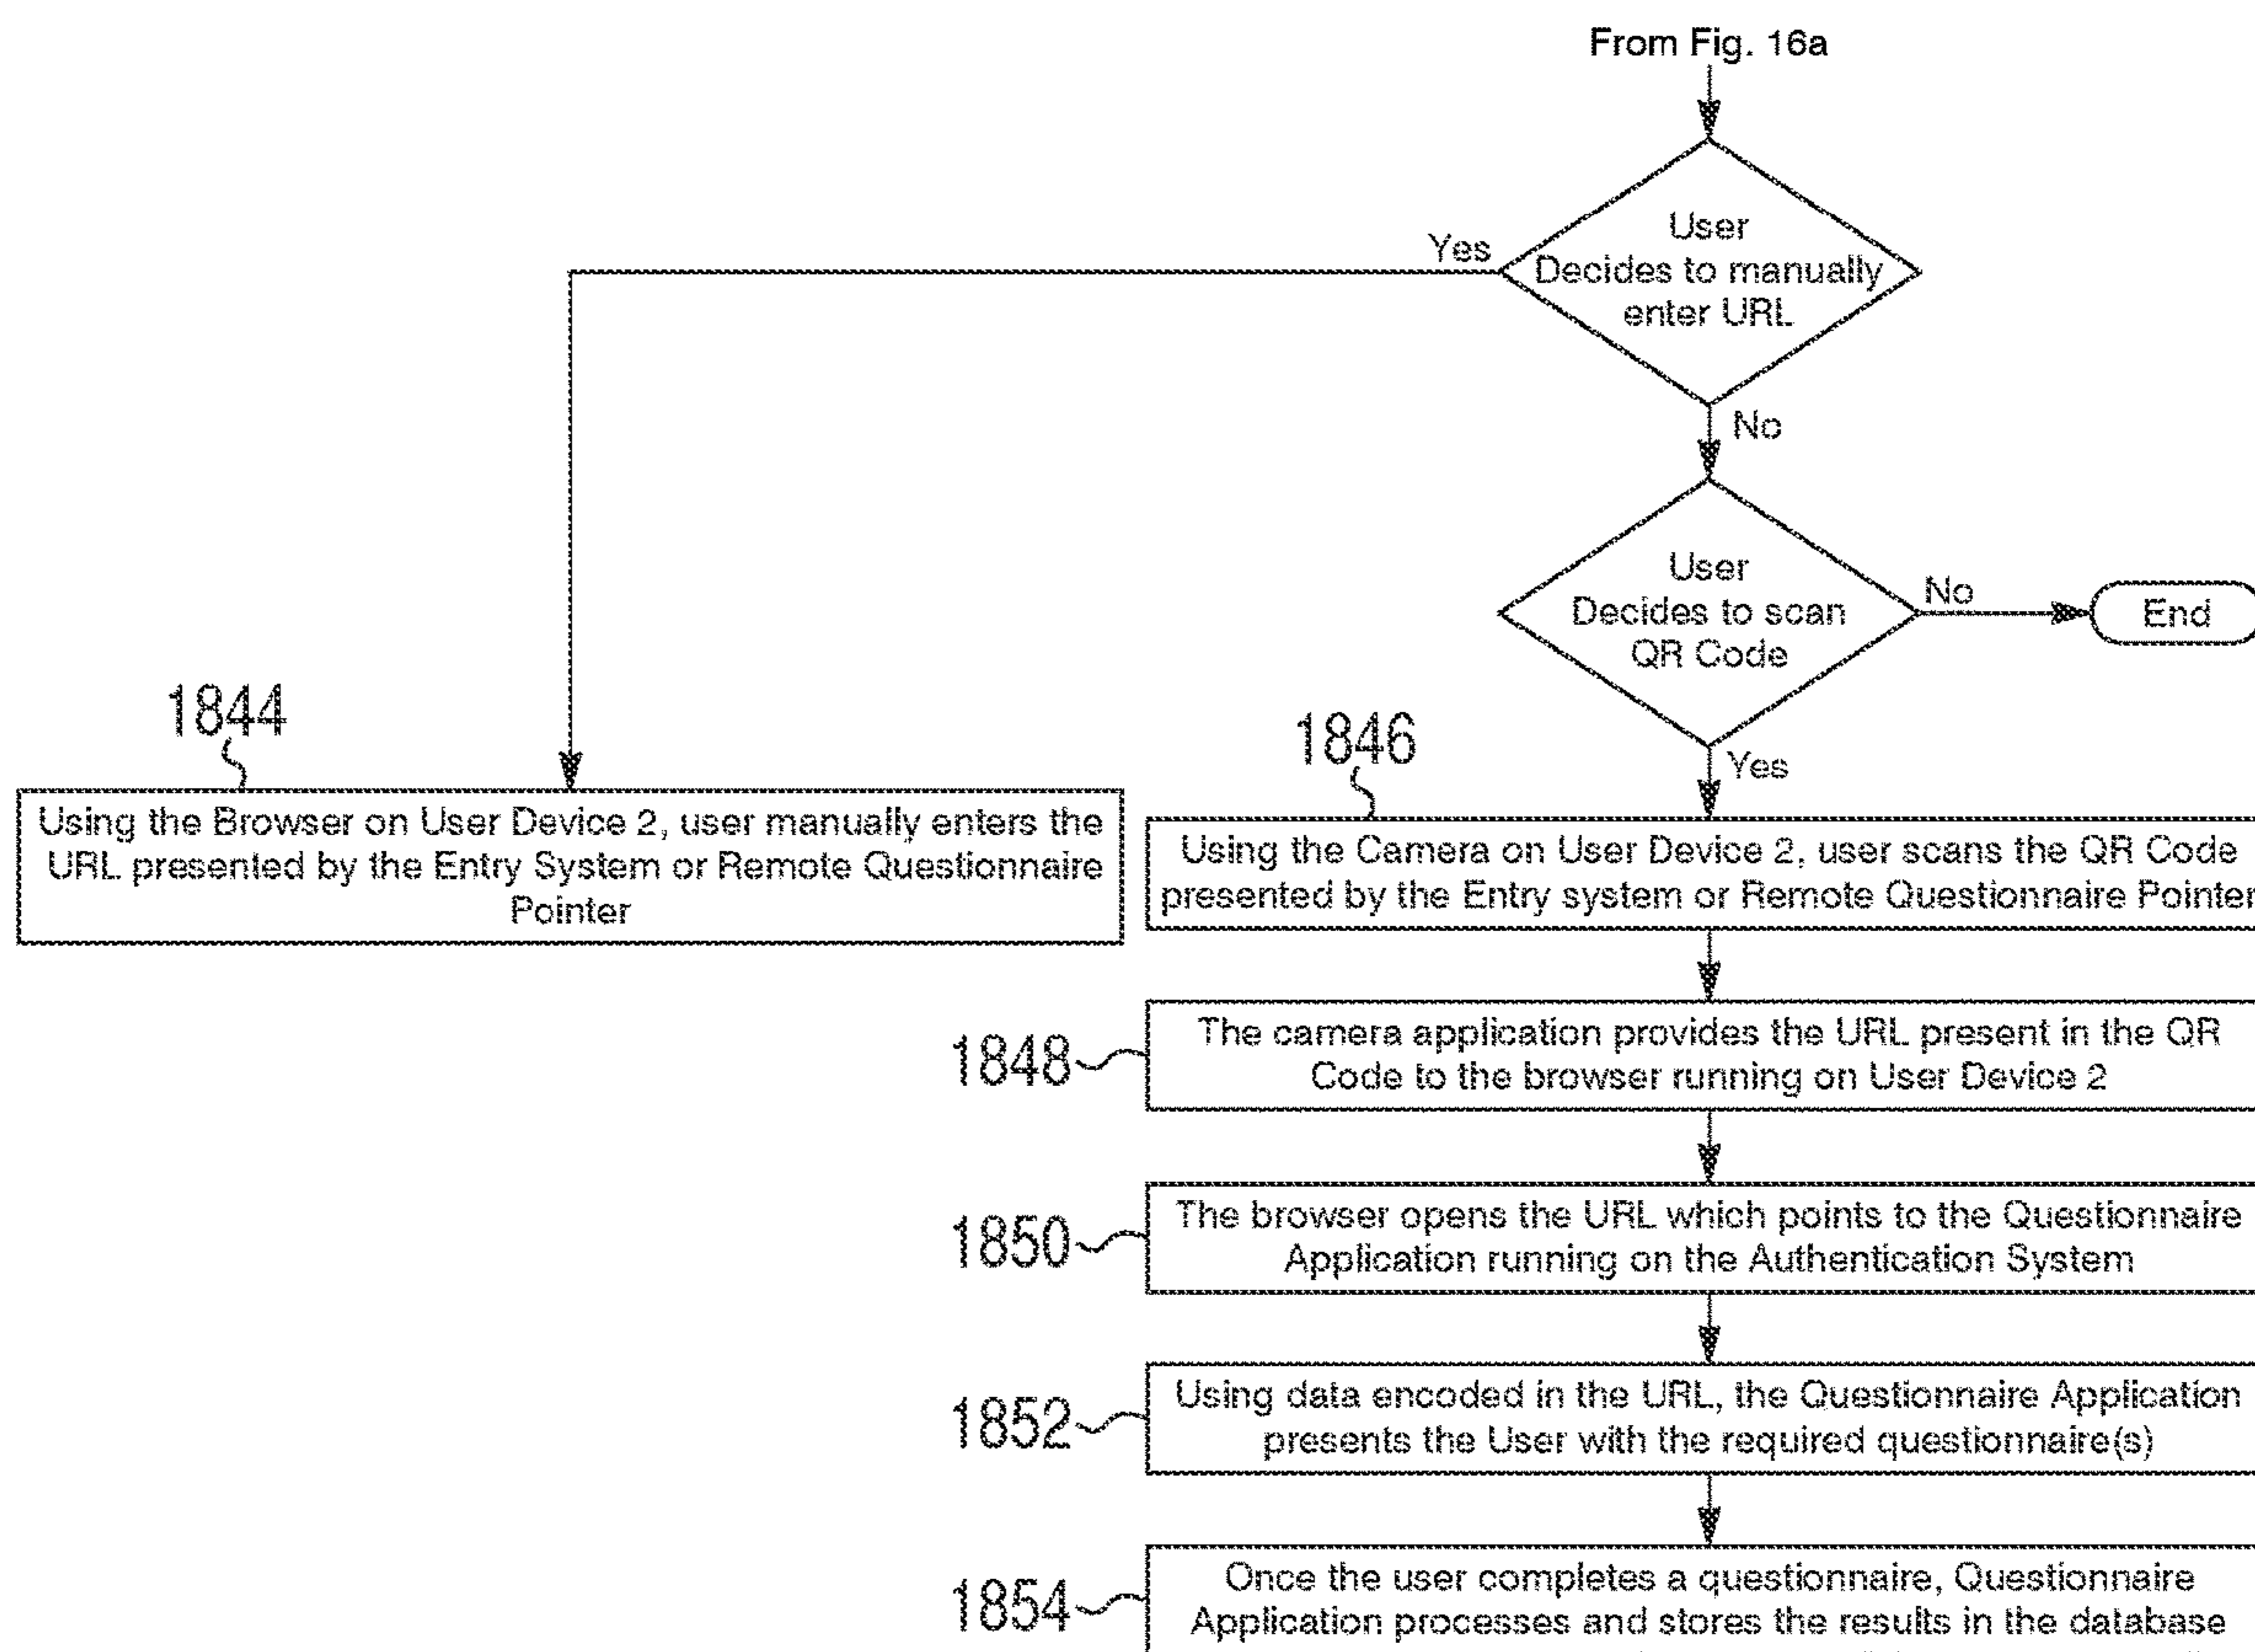 From Fig. 16a
User
Decides to manually
enter URL
Yes
No
User
Decides to scan
QR Code
No
End
Yes
1844
Using the Browser on User Device 2, user manually enters the
URL presented by the Entry System or Remote Questionnaire
Pointer
1846
Using the Camera on User Device 2, user scans the QR Code
presented by the Entry system or Remote Questionnaire Pointer
1848
The camera application provides the URL present in the QR
Code to the browser running on User Device 2
1850
The browser opens the URL which points to the Questionnaire
Application running on the Authentication System
1852
Using data encoded in the URL, the Questionnaire Application
presents the User with the required questionnaire(s)
1854
Once the user completes a questionnaire, Questionnaire
Application processes and stores the results in the database